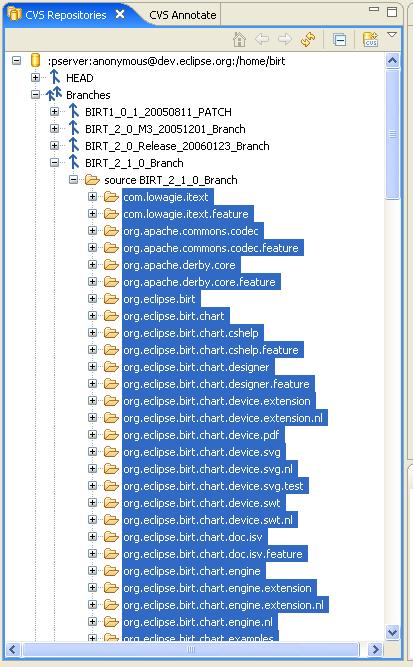 CVS Repositories
CVS Annotate
CVS
:pserver:anonymous@dev.eclipse.org:/home/birt
HEAD
Branches
BIRT1_0_1_20050811_PATCH
BIRT_2_0_M3_20051201_Branch
BIRT_2_0_Release_20060123_Branch
BIRT_2_1_0_Branch
source BIRT_2_1_0_Branch
com.lowagie.itext
com.lowagie.itext.feature
org.apache.commons.codec
org.apache.commons.codec.feature
org.apache.derby.core
org.apache.derby.core.feature
org.eclipse.birt
org.eclipse.birt.chart
org.eclipse.birt.chart.cshelp
org.eclipse.birt.chart.cshelp.feature
org.eclipse.birt.chart.designer
org.eclipse.birt.chart.designer.feature
org.eclipse.birt.chart.device.extension
org.eclipse.birt.chart.device.extension.nl
org.eclipse.birt.chart.device.pdf
org.eclipse.birt.chart.device.svg
org.eclipse.birt.chart.device.svg.nl
org.eclipse.birt.chart.device.svg.test
org.eclipse.birt.chart.device.swt
org.eclipse.birt.chart.device.swt.nl
org.eclipse.birt.chart.doc.isv
org.eclipse.birt.chart.doc.isv.feature
org.eclipse.birt.chart.engine
org.eclipse.birt.chart.engine.extension
org.eclipse.birt.chart.engine.extension.nl
org.eclipse.birt.chart.engine.nl
org.eclipse.birt.chart.examples